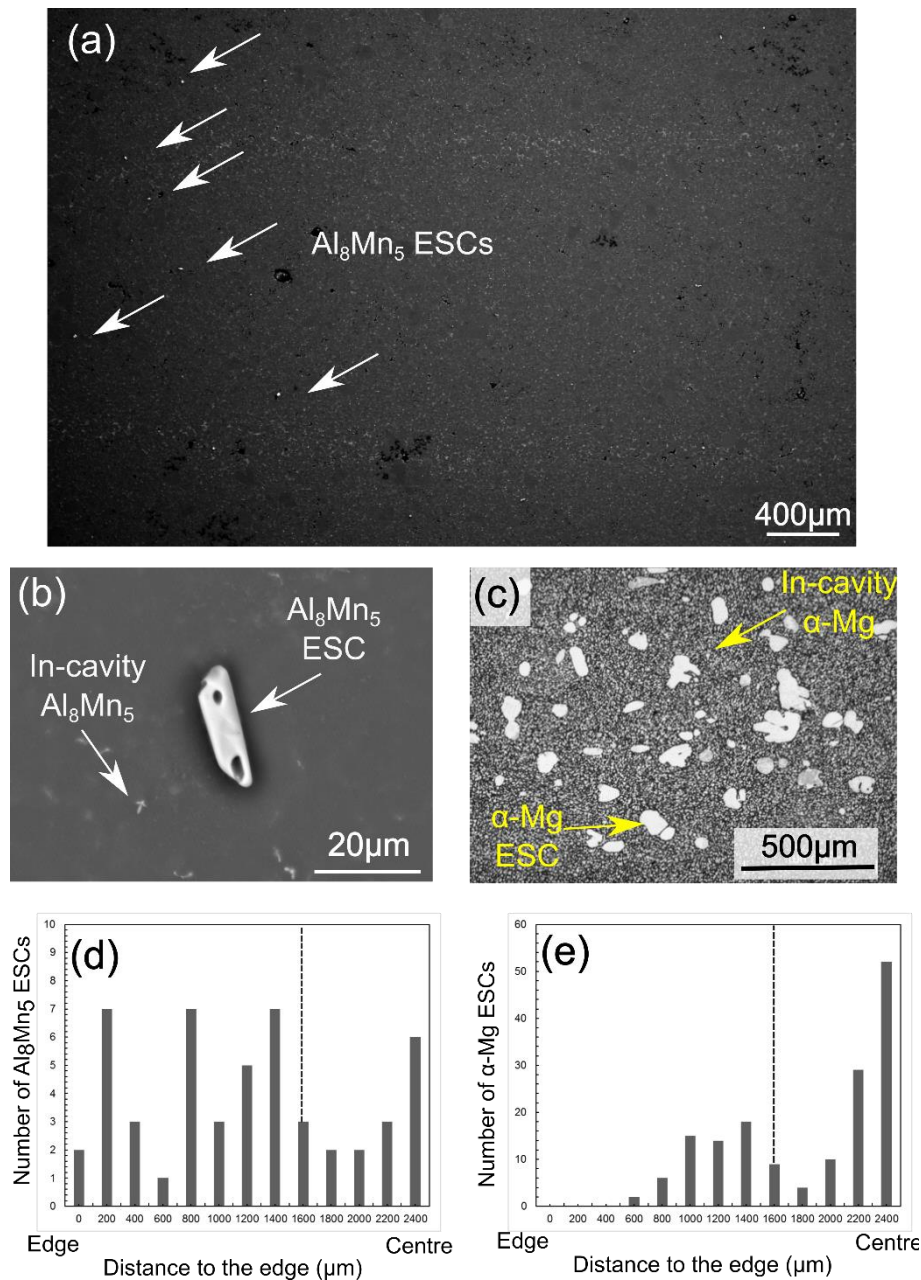 (a)
Al₈Mn₅ ESCs
400µm
(b)
Al₈Mn₅
ESC
In-cavity
Al₈Mn₅
20µm
(c)
In-cavity
α-Mg
α-Mg
ESC
500µm
(d)
Number of Al₈Mn₅ ESCs
10
9
8
7
6
5
4
3
2
1
0
0 200 400 600 800 1000 1200 1400 1600 1800 2000 2200 2400
Edge
Centre
Distance to the edge (µm)
(e)
Number of α-Mg ESCs
60
50
40
30
20
10
0
0 200 400 600 800 1000 1200 1400 1600 1800 2000 2200 2400
Edge
Centre
Distance to the edge (µm)